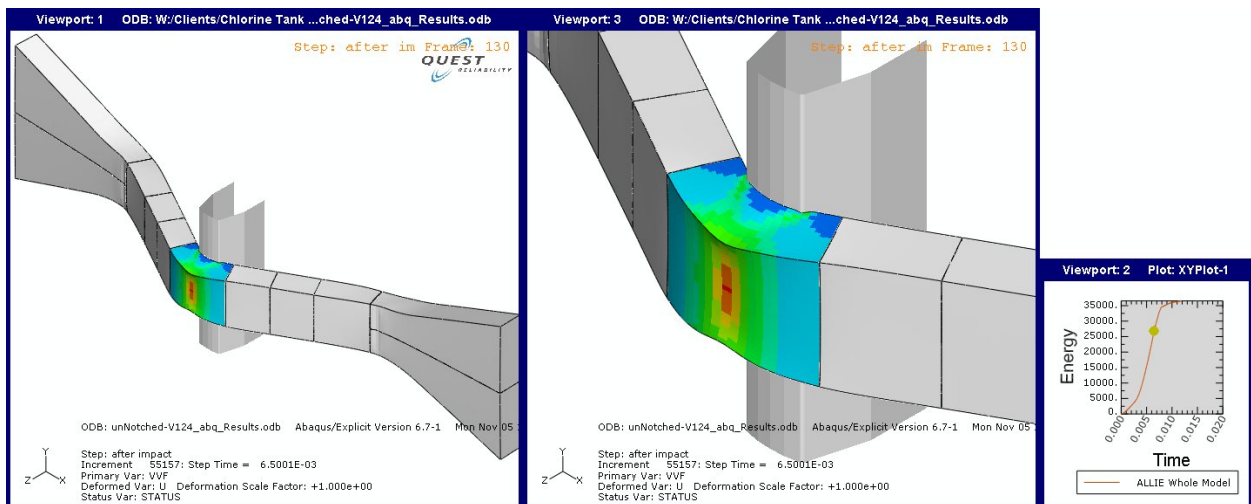 Viewport: 1 ODB: W:/Clients/Chlorine Tank ...ched-V124_abq_Results.odb
Step: after im Frame: 130
QUEST
RELIABILITY
ODB: unNotched-V124_abq_Results.odb Abaqus/Explicit Version 6.7-1 Mon Nov 05
Y
Z X
Step: after impact
Increment 55157: Step Time = 6.5001E-03
Primary Var: VVF
Deformed Var: U Deformation Scale Factor: +1.000e+00
Status Var: STATUS
Viewport: 3 ODB: W:/Clients/Chlorine Tank ...ched-V124_abq_Results.odb
Step: after im Frame: 130
ODB: unNotched-V124_abq_Results.odb Abaqus/Explicit Version 6.7-1 Mon Nov 05
Y
Z X
Step: after impact
Increment 55157: Step Time = 6.5001E-03
Primary Var: VVF
Deformed Var: U Deformation Scale Factor: +1.000e+00
Status Var: STATUS
Viewport: 2 Plot: XYPlot-1
Energy
35000.
30000.
25000.
20000.
15000.
10000.
5000.
0.
0.000
0.005
0.010
0.015
0.020
Time
ALLIE Whole Model